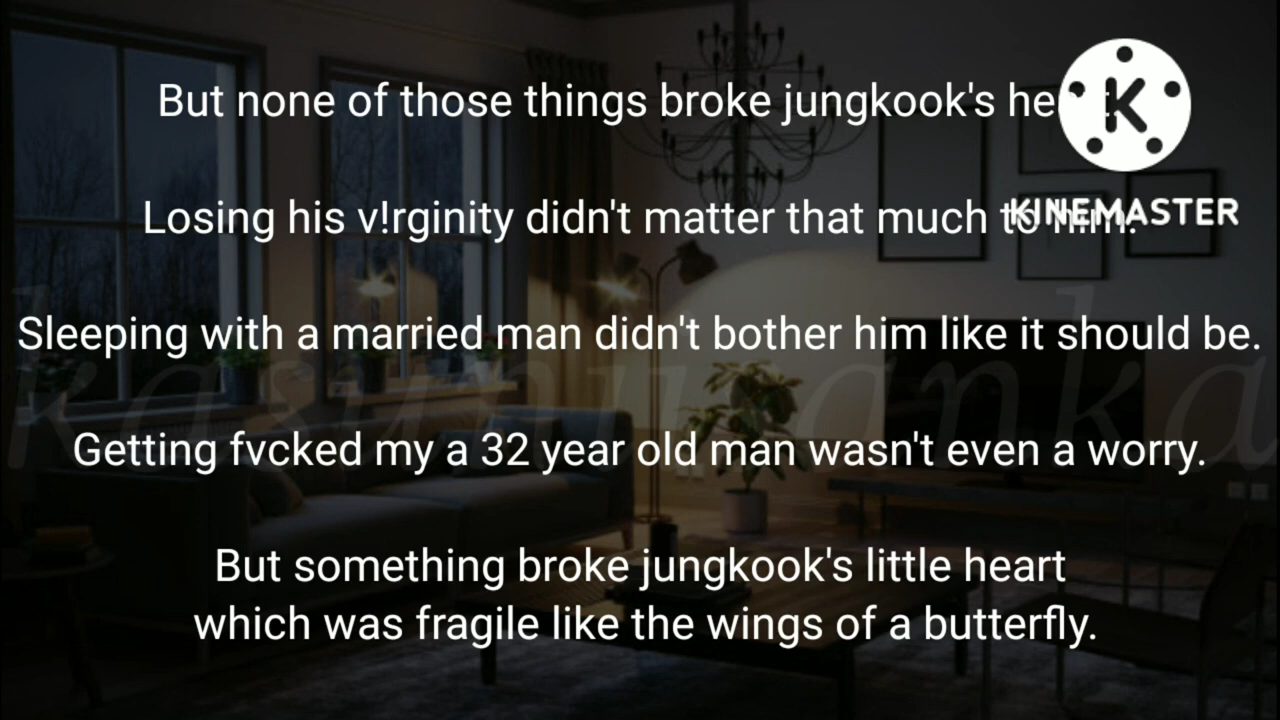 But none of those things broke jungkook's
Losing his v!rginity didn't matter that much to him.
KINEMASTER
Sleeping with a married man didn't bother him like it should be.
Getting fvcked my a 32 year old man wasn't even a worry.
But something broke jungkook's little heart
which was fragile like the wings of a butterfly.